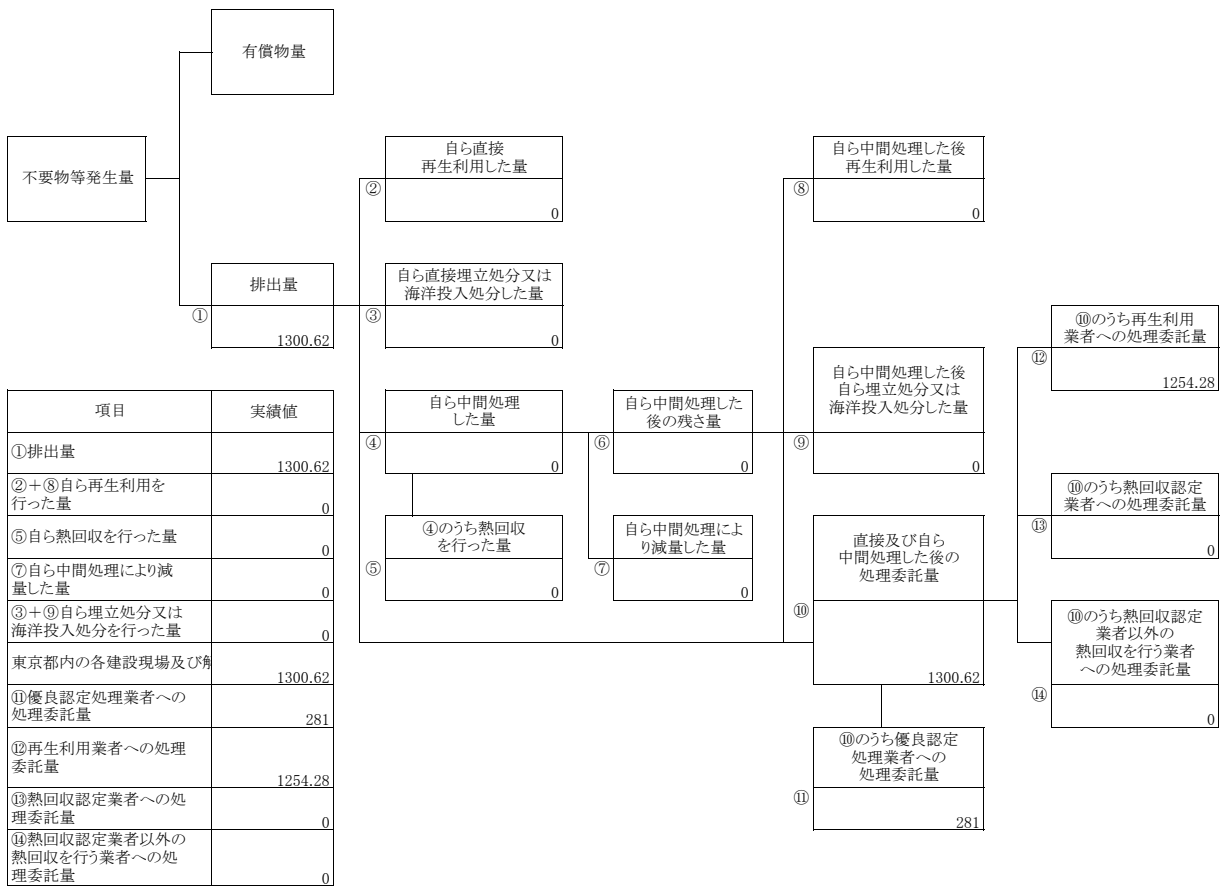 有償物量
不要物等発生量
排出量
①
1300.62
自ら直接
再生利用した量
②
0
自ら直接埋立処分又は
海洋投入処分した量
③
0
自ら中間処理
した量
④
0
④のうち熱回収
を行った量
⑤
0
自ら中間処理した
後の残さ量
⑥
0
自ら中間処理によ
り減量した量
⑦
0
自ら中間処理した後
再生利用した量
⑧
0
自ら中間処理した後
自ら埋立処分又は
海洋投入処分した量
⑨
0
直接及び自ら
中間処理した後の
処理委託量
⑩
1300.62
⑩のうち優良認定
処理業者への
処理委託量
⑪
281
⑩のうち再生利用
業者への処理委託量
⑫
1254.28
⑩のうち熱回収認定
業者への処理委託量
⑬
0
⑩のうち熱回収認定
業者以外の
熱回収を行う業者
への処理委託量
⑭
0
項目 実績値
①排出量
1300.62
②+⑧自ら再生利用を
行った量
0
⑤自ら熱回収を行った量
0
⑦自ら中間処理により減
量した量
0
③+⑨自ら埋立処分又は
海洋投入処分を行った量
0
東京都内の各建設現場及び解
1300.62
⑪優良認定処理業者への
処理委託量
281
⑫再生利用業者への処理
委託量
1254.28
⑬熱回収認定業者への処
理委託量
0
⑭熱回収認定業者以外の
熱回収を行う業者への処
理委託量
0